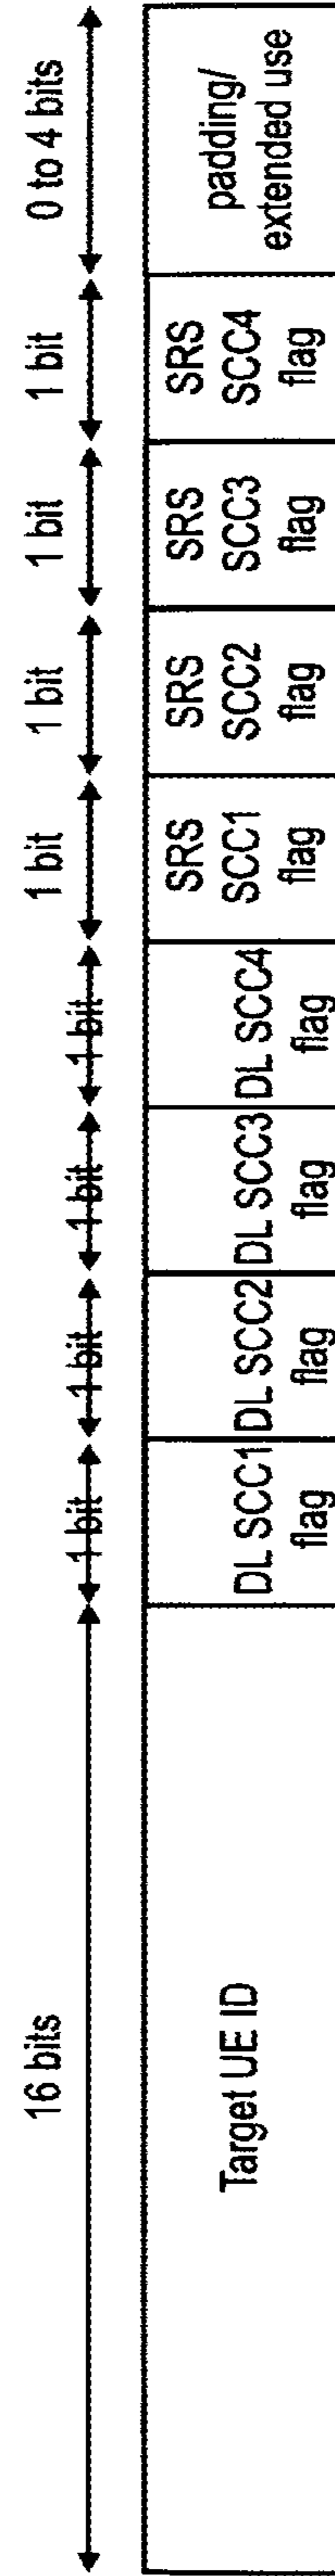 16 bits
1 bit
1 bit
1 bit
1 bit
1 bit
1 bit
1 bit
1 bit
0 to 4 bits
Target UE ID
DL SCC1
flag
DL SCC2
flag
DL SCC3
flag
DL SCC4
flag
SRS
SCC1
flag
SRS
SCC2
flag
SRS
SCC3
flag
SRS
SCC4
flag
padding/
extended use